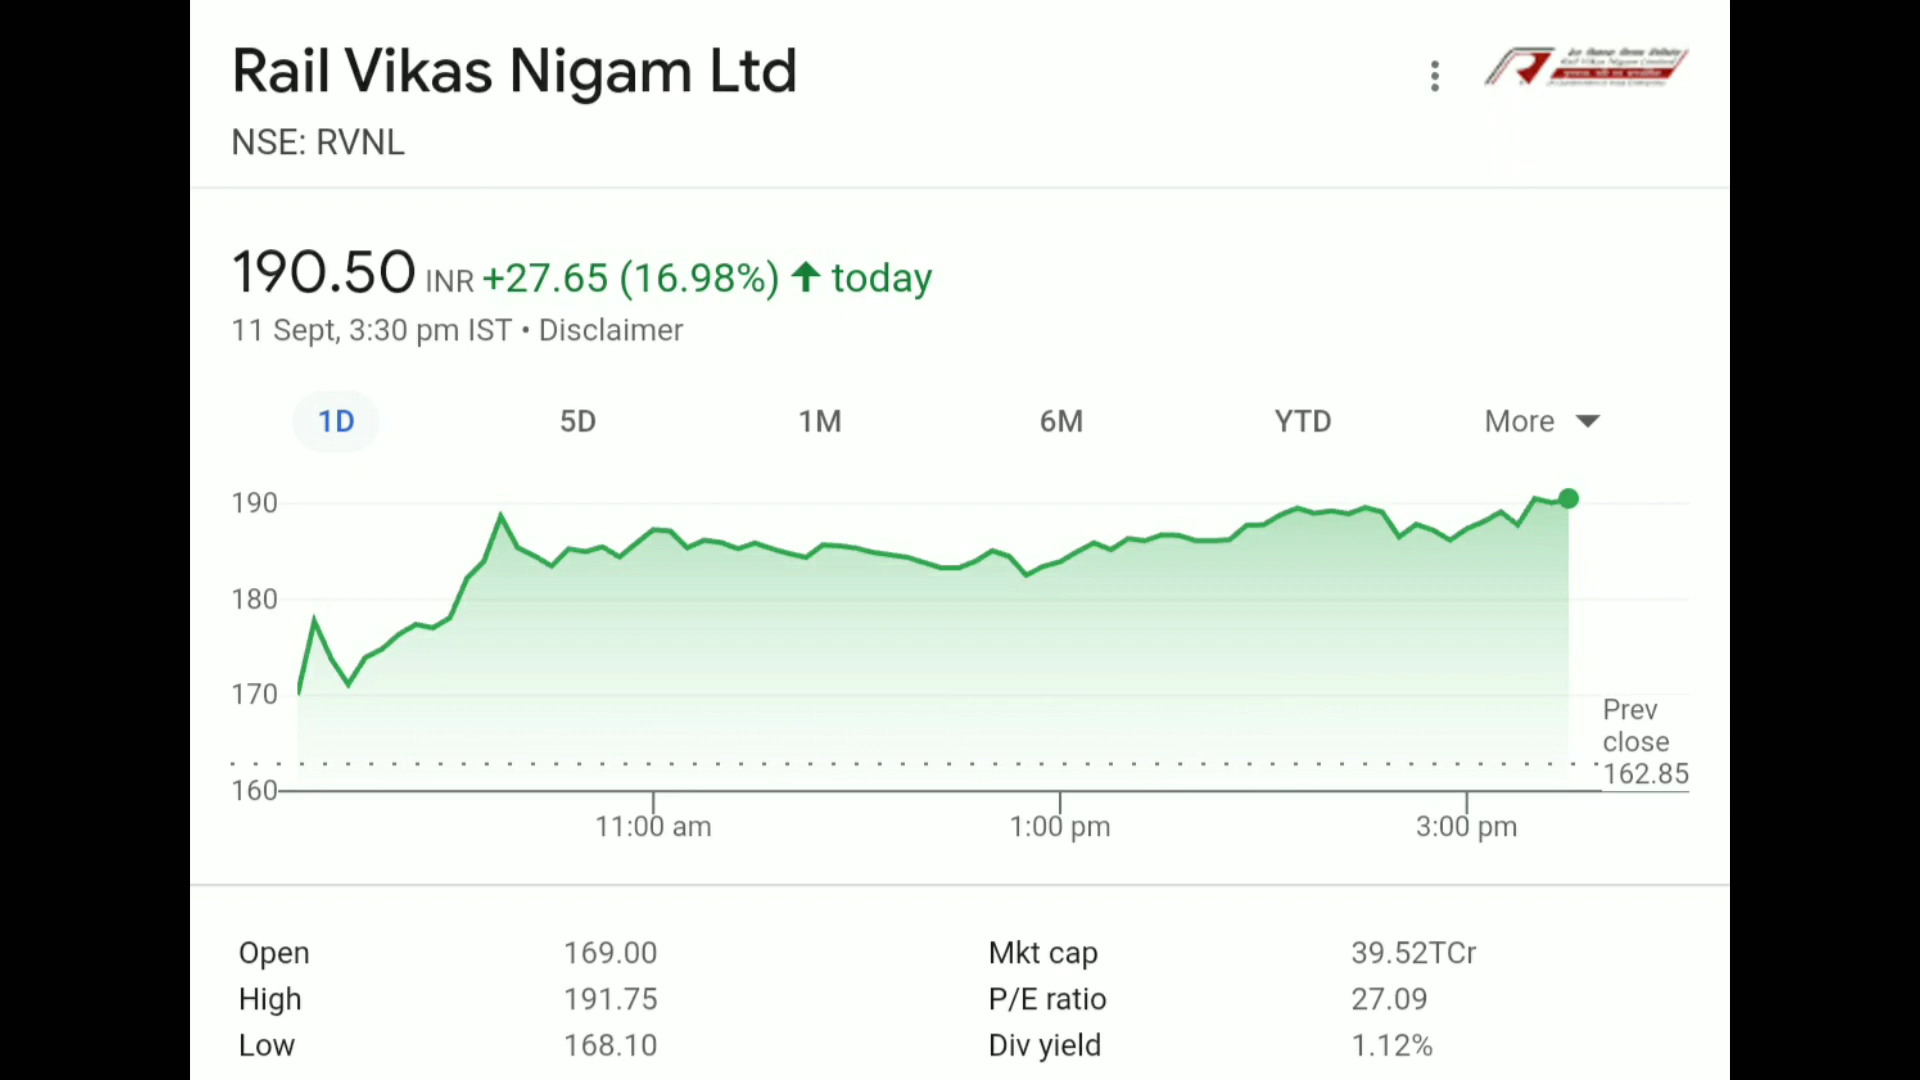 Rail Vikas Nigam Ltd
NSE: RVNL
190.50 INR +27.65 (16.98%) ↑ today
11 Sept, 3:30 pm IST • Disclaimer
1D 5D 1M 6M YTD More
190
180
170
160
Prev
close
162.85
11:00 am 1:00 pm 3:00 pm
Open 169.00 Mkt cap 39.52TCr
High 191.75 P/E ratio 27.09
Low 168.10 Div yield 1.12%